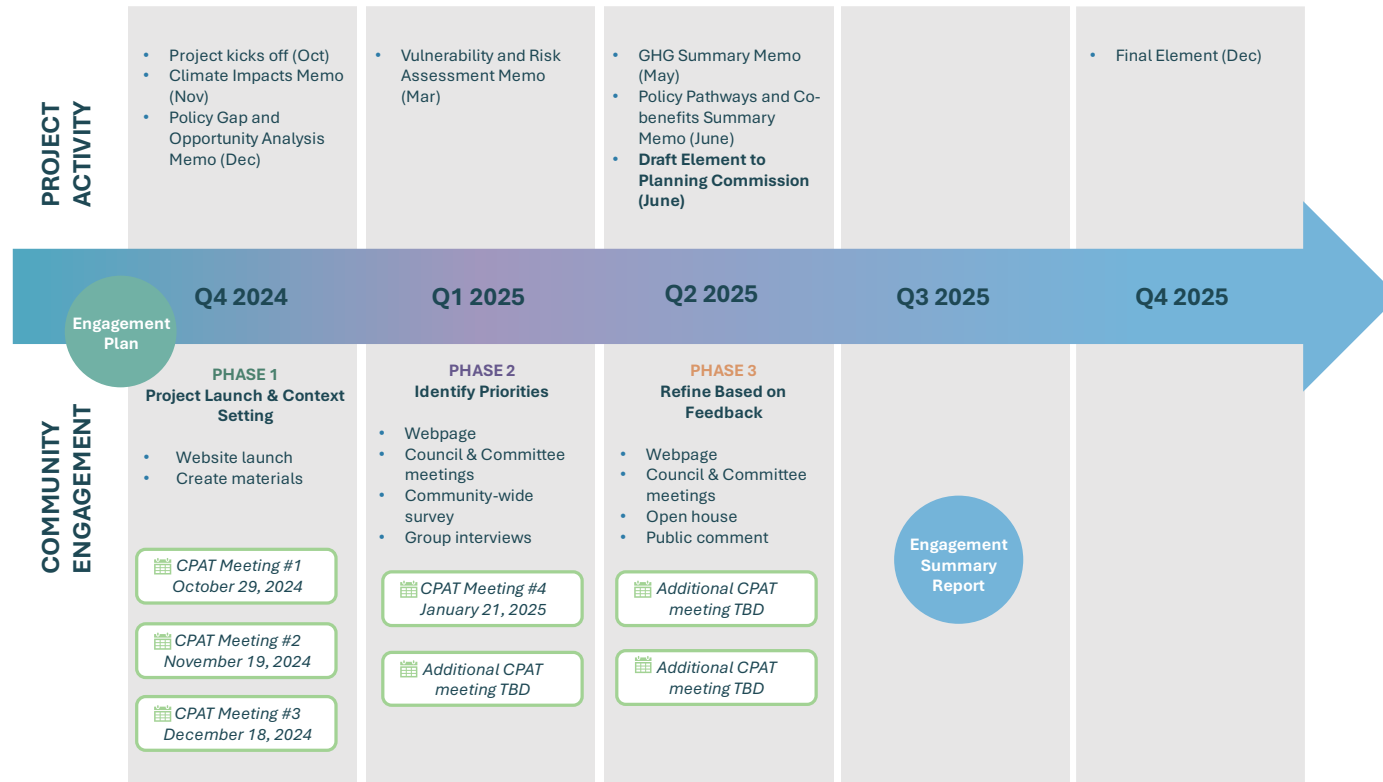 PROJECT
ACTIVITY
• Project kicks off (Oct)
• Climate Impacts Memo
(Nov)
• Policy Gap and
Opportunity Analysis
Memo (Dec)
• Vulnerability and Risk
Assessment Memo
(Mar)
• GHG Summary Memo
(May)
• Policy Pathways and Co-
benefits Summary
Memo (June)
• Draft Element to
Planning Commission
(June)
• Final Element (Dec)
Q4 2024
Q1 2025
Q2 2025
Q3 2025
Q4 2025
Engagement
Plan
COMMUNITY
ENGAGEMENT
PHASE 1
Project Launch & Context
Setting
• Website launch
• Create materials
CPAT Meeting #1
October 29, 2024
CPAT Meeting #2
November 19, 2024
CPAT Meeting #3
December 18, 2024
PHASE 2
Identify Priorities
• Webpage
• Council & Committee
meetings
• Community-wide
survey
• Group interviews
CPAT Meeting #4
January 21, 2025
Additional CPAT
meeting TBD
PHASE 3
Refine Based on
Feedback
• Webpage
• Council & Committee
meetings
• Open house
• Public comment
Additional CPAT
meeting TBD
Additional CPAT
meeting TBD
Engagement
Summary
Report